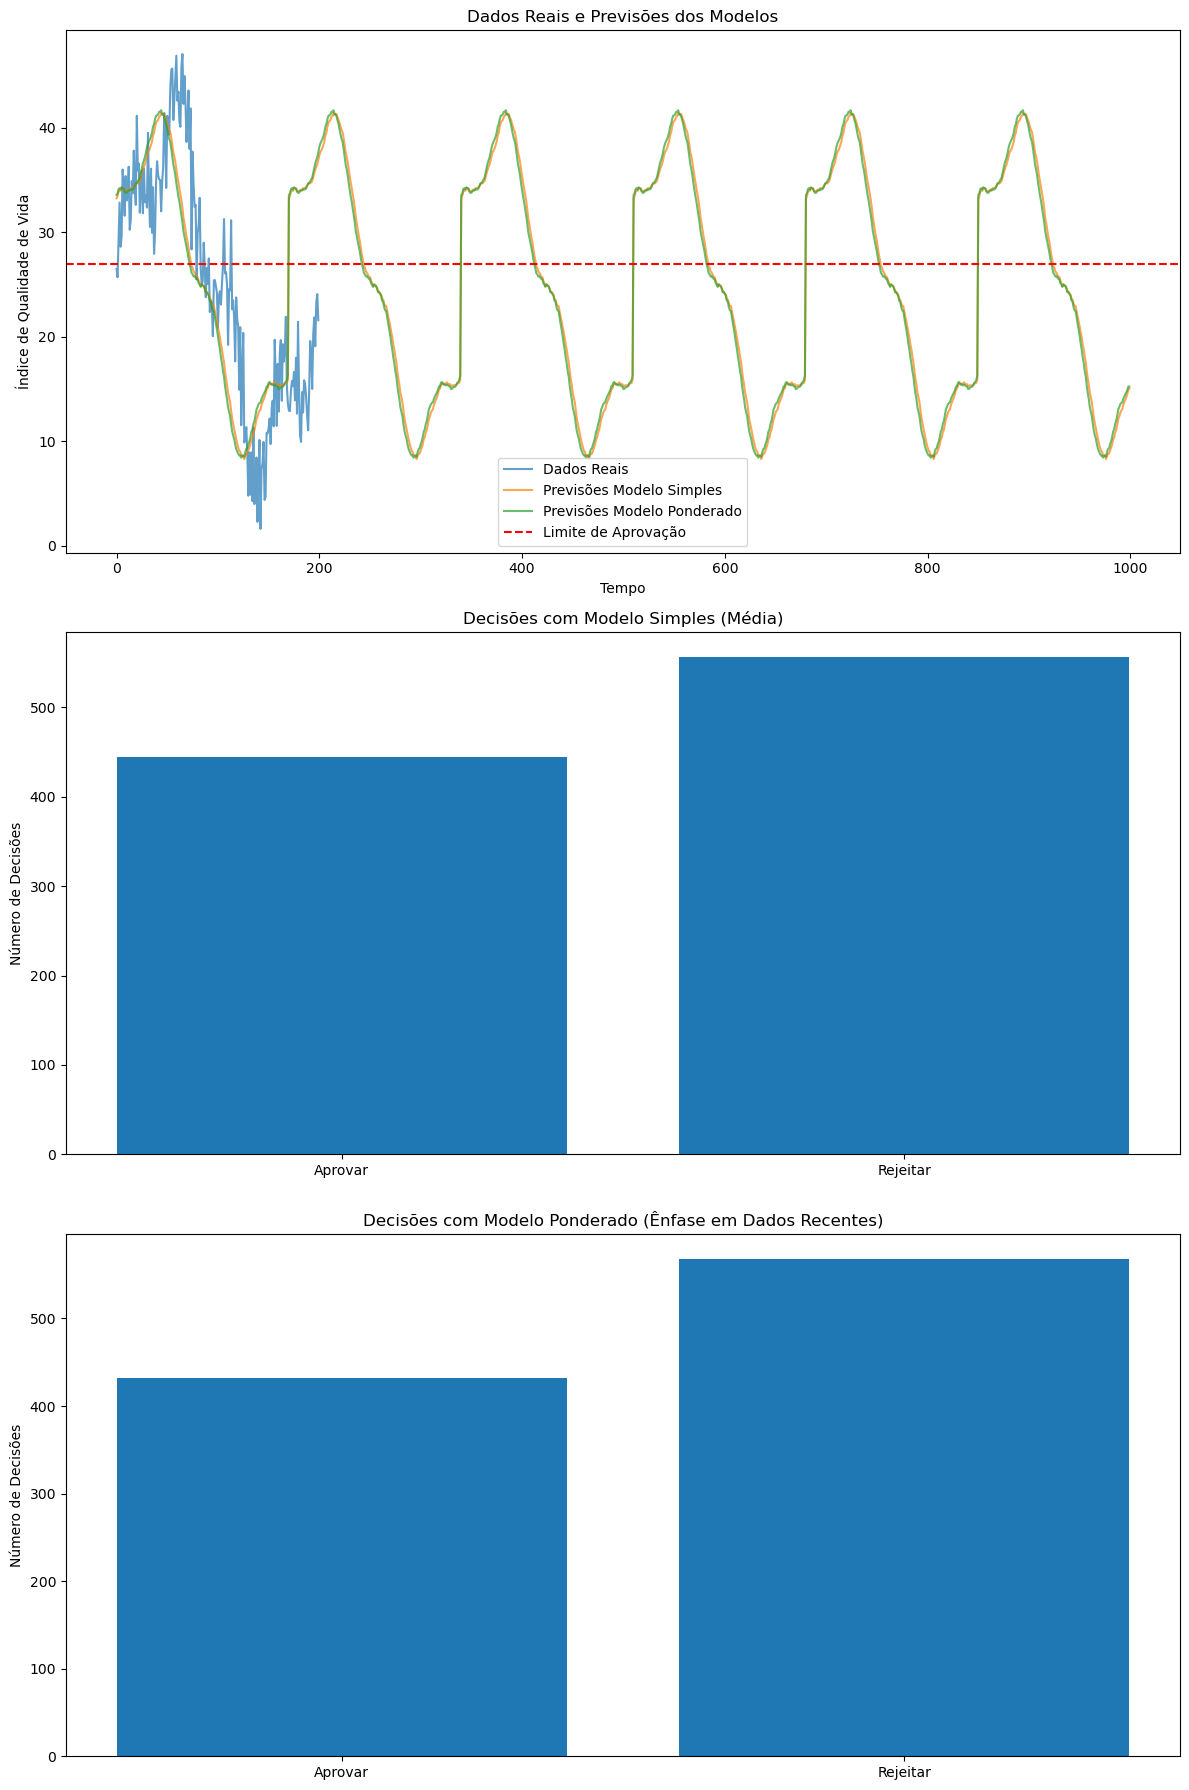 Dados Reais e Previsões dos Modelos
Índice de Qualidade de Vida
40
30
20
10
0
Dados Reais
Previsões Modelo Simples
Previsões Modelo Ponderado
Limite de Aprovação
0 200 400 600 800 1000
Tempo
Decisões com Modelo Simples (Média)
Número de Decisões
500
400
300
200
100
0
Aprovar Rejeitar
Decisões com Modelo Ponderado (Ênfase em Dados Recentes)
Número de Decisões
500
400
300
200
100
0
Aprovar Rejeitar